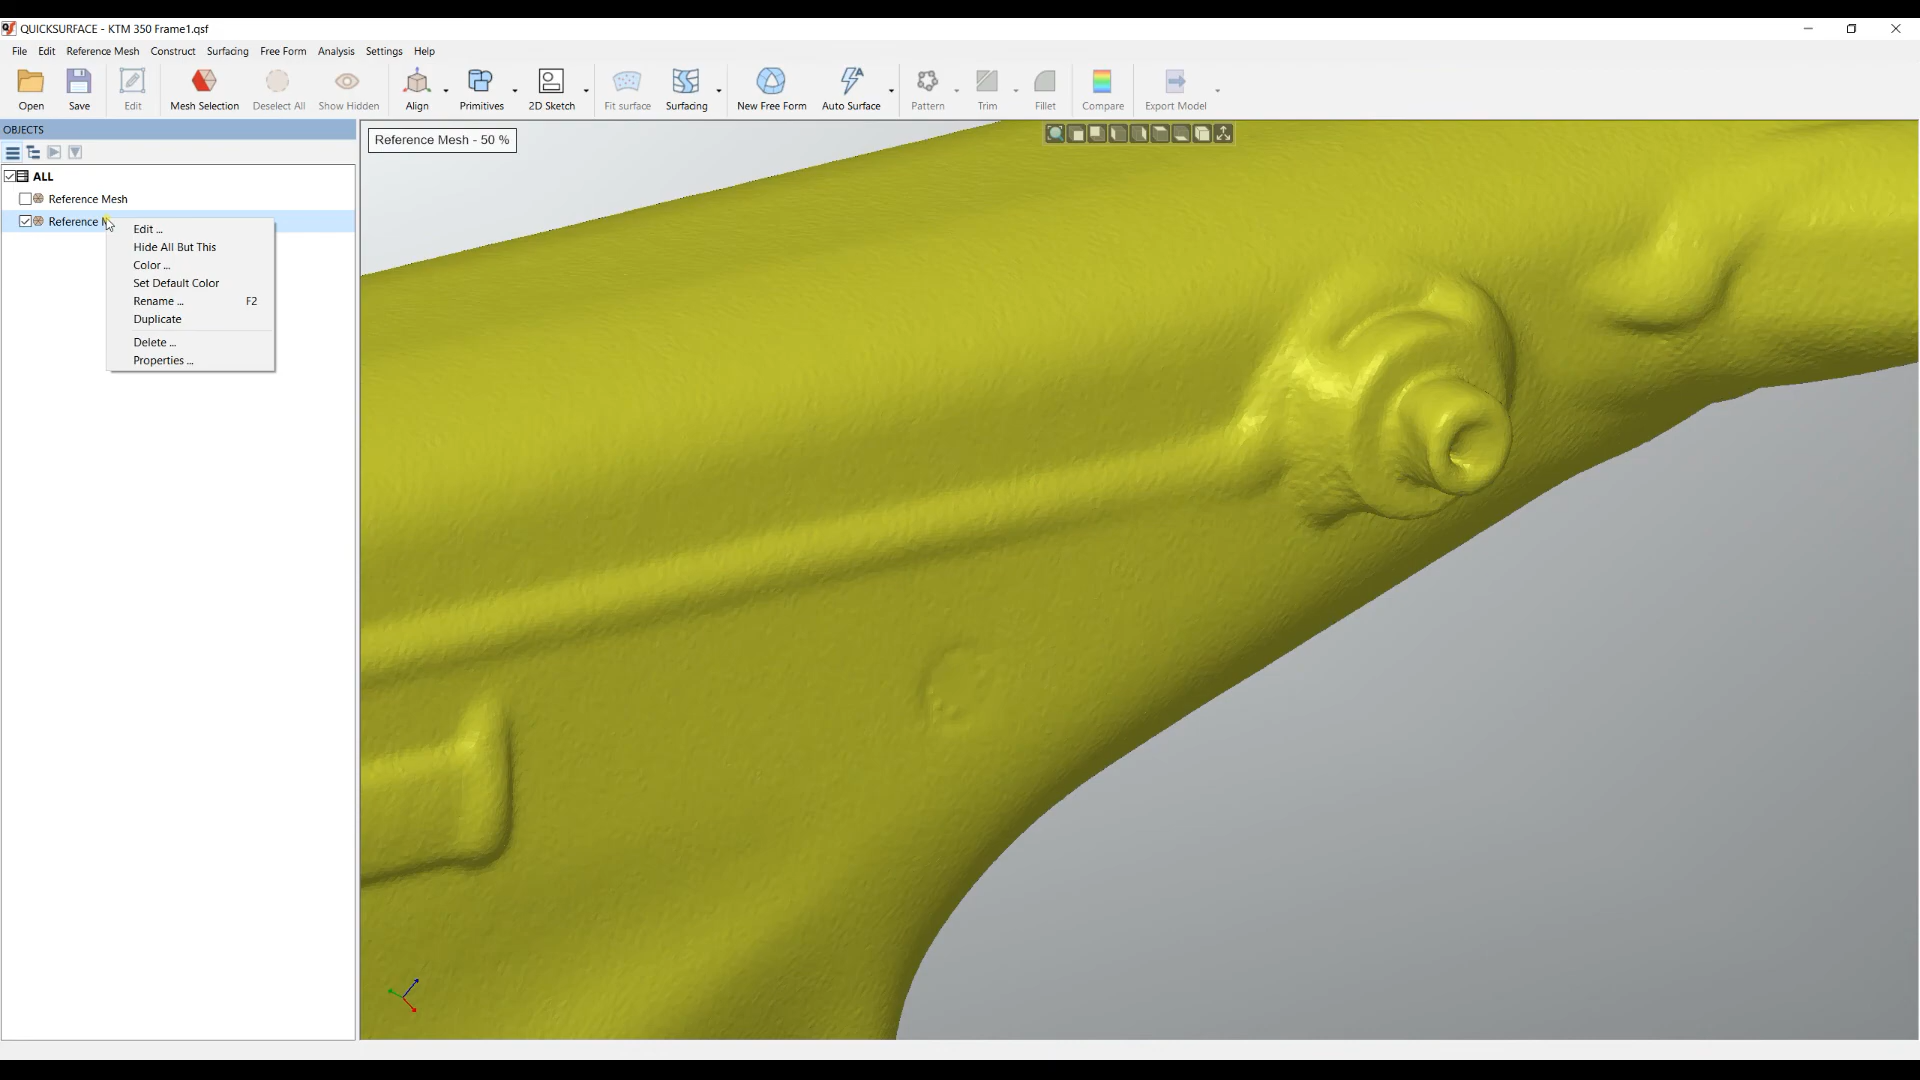 QUICKSURFACE - KTM 350 Frame1.qsf
File Edit Reference Mesh Construct Surfacing Free Form Analysis Settings Help
Open Save Edit Mesh Selection Deselect All Show Hidden Align Primitives 2D Sketch Fit surface Surfacing New Free Form Auto Surface Pattern Trim Fillet Compare Export Model
OBJECTS
Reference Mesh - 50 %
ALL
Reference Mesh
Reference
Edit ...
Hide All But This
Color ...
Set Default Color
Rename ... F2
Duplicate
Delete ...
Properties ...